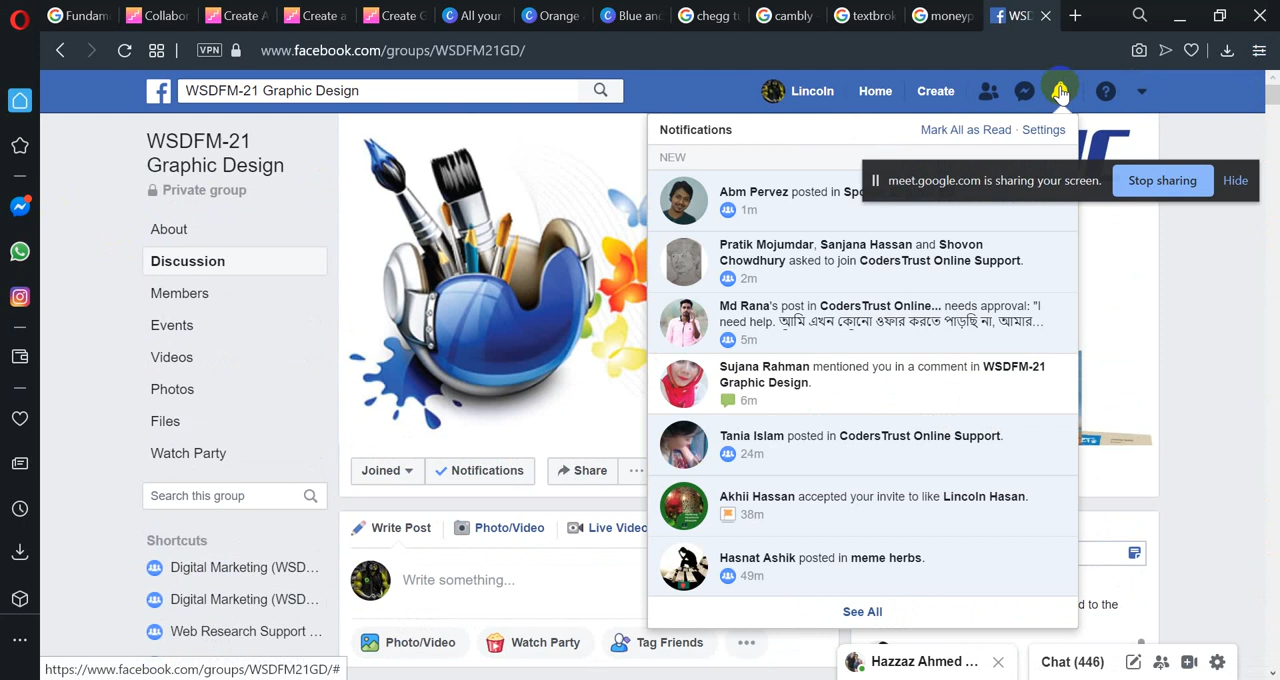 Fundam
Collabor
Create A
Create a
Create G
All your
Orange
Blue and
chegg tu
cambly
textbrok
moneyp
WSD
VPN
www.facebook.com/groups/WSDFM21GD/
WSDFM-21 Graphic Design
Lincoln
Home
Create
WSDFM-21
Graphic Design
Private group
About
Discussion
Members
Events
Videos
Photos
Files
Watch Party
Search this group
Shortcuts
Digital Marketing (WSD...
Digital Marketing (WSD...
Web Research Support ...
Joined
Notifications
Share
Write Post
Photo/Video
Live Video
Write something...
Photo/Video
Watch Party
Tag Friends
Notifications
Mark All as Read · Settings
NEW
meet.google.com is sharing your screen.
Stop sharing
Hide
Abm Pervez posted in Spo
1m
Pratik Mojumdar, Sanjana Hassan and Shovon
Chowdhury asked to join CodersTrust Online Support.
2m
Md Rana's post in CodersTrust Online... needs approval: "I
need help. আমি এখন কোনো ওফার করতে পাড়ছি না, আমার...
5m
Sujana Rahman mentioned you in a comment in WSDFM-21
Graphic Design.
6m
Tania Islam posted in CodersTrust Online Support.
24m
Akhii Hassan accepted your invite to like Lincoln Hasan.
38m
Hasnat Ashik posted in meme herbs.
49m
See All
d to the
Hazzaz Ahmed ...
Chat (446)
https://www.facebook.com/groups/WSDFM21GD/#